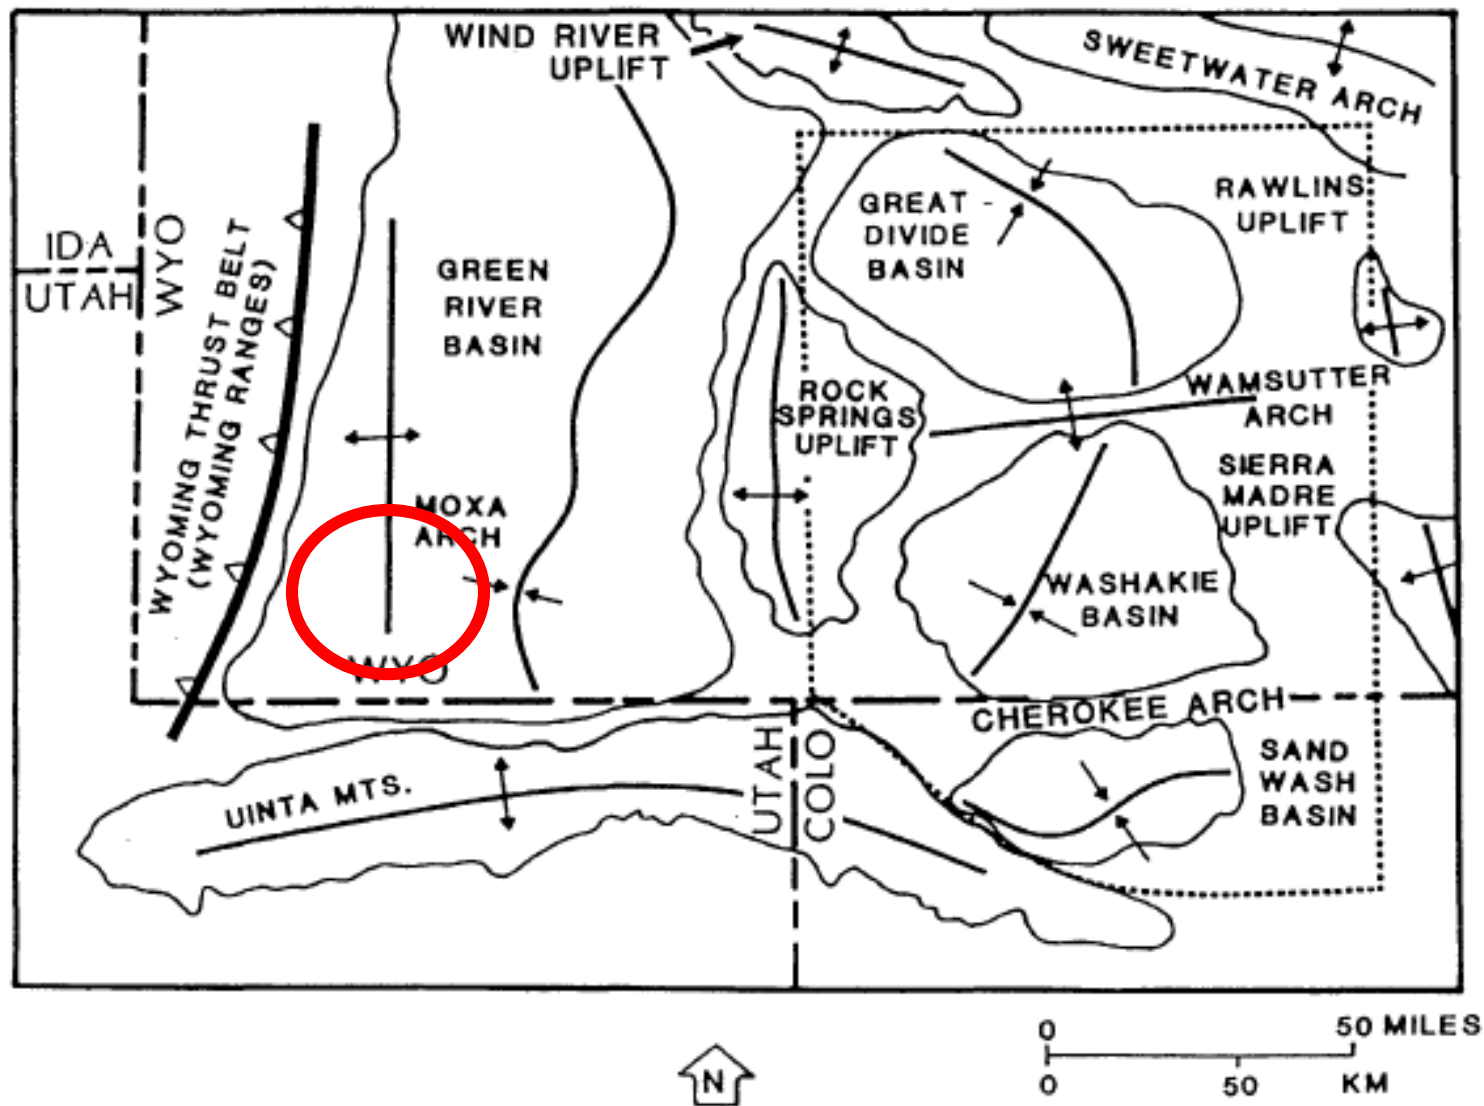 WIND RIVER
UPLIFT
SWEETWATER ARCH
IDA
UTAH
WYO
WYOMING THRUST BELT
(WYOMING RANGES)
GREEN
RIVER
BASIN
GREAT
DIVIDE
BASIN
RAWLINS
UPLIFT
ROCK
SPRINGS
UPLIFT
WAMSUTTER
ARCH
MOXA
ARCH
SIERRA
MADRE
UPLIFT
WASHAKIE
BASIN
WYO
CHEROKEE ARCH
UINTA MTS.
UTAH
COLO
SAND
WASH
BASIN
0 50 MILES
0 50 KM
N